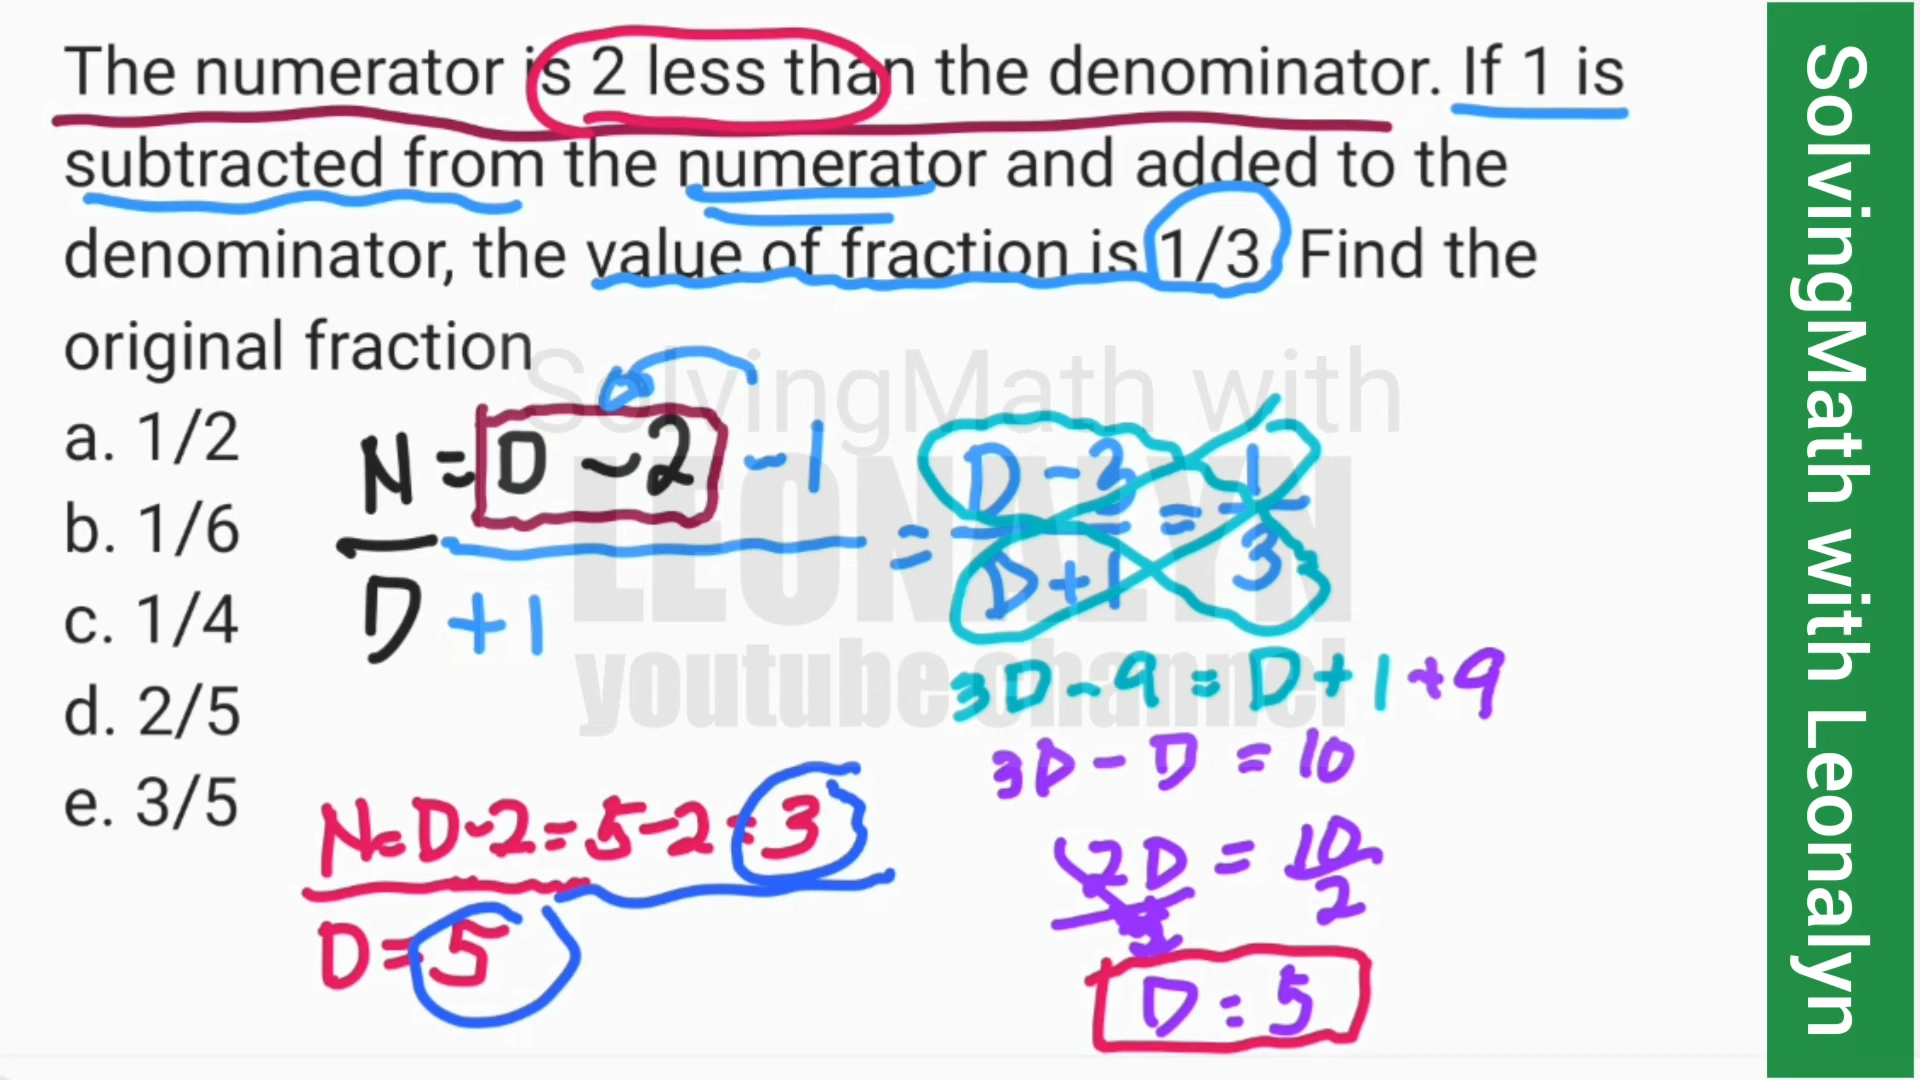 The numerator is 2 less than the denominator. If 1 is
subtracted from the numerator and added to the
denominator, the value of fraction is 1/3 Find the
original fraction
a. 1/2
b. 1/6
c. 1/4
d. 2/5
e. 3/5
N = D - 2 - 1
D + 1
= D - 3 = 1
D + 1 3
3D - 9 = D + 1 + 9
3D - D = 10
2D = 10
2 2
D = 5
N = D - 2 = 5 - 2 = 3
D = 5
SolvingMath with
LEONALYN
youtube channel
SolvingMath with Leonalyn